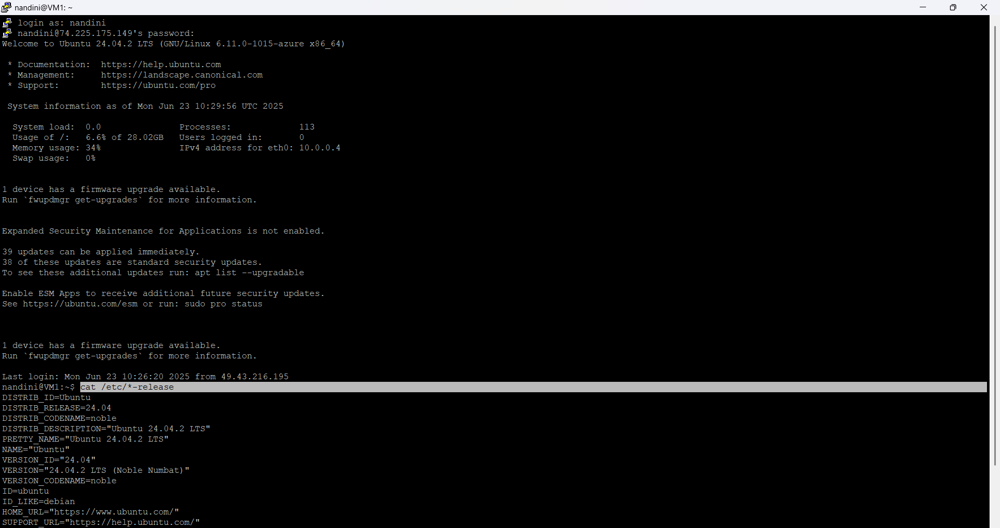 nandini@VM1: ~
login as: nandini
nandini@74.225.175.149's password:
Welcome to Ubuntu 24.04.2 LTS (GNU/Linux 6.11.0-1015-azure x86_64)
* Documentation:  https://help.ubuntu.com
* Management:     https://landscape.canonical.com
* Support:        https://ubuntu.com/pro
System information as of Mon Jun 23 10:29:56 UTC 2025
System load:  0.0               Processes:             113
Usage of /:   6.6% of 28.02GB   Users logged in:       0
Memory usage: 34%               IPv4 address for eth0: 10.0.0.4
Swap usage:   0%
1 device has a firmware upgrade available.
Run `fwupdmgr get-upgrades` for more information.
Expanded Security Maintenance for Applications is not enabled.
39 updates can be applied immediately.
38 of these updates are standard security updates.
To see these additional updates run: apt list --upgradable
Enable ESM Apps to receive additional future security updates.
See https://ubuntu.com/esm or run: sudo pro status
1 device has a firmware upgrade available.
Run `fwupdmgr get-upgrades` for more information.
Last login: Mon Jun 23 10:26:20 2025 from 49.43.216.195
nandini@VM1:~$ cat /etc/*-release
DISTRIB_ID=Ubuntu
DISTRIB_RELEASE=24.04
DISTRIB_CODENAME=noble
DISTRIB_DESCRIPTION="Ubuntu 24.04.2 LTS"
PRETTY_NAME="Ubuntu 24.04.2 LTS"
NAME="Ubuntu"
VERSION_ID="24.04"
VERSION="24.04.2 LTS (Noble Numbat)"
VERSION_CODENAME=noble
ID=ubuntu
ID_LIKE=debian
HOME_URL="https://www.ubuntu.com/"
SUPPORT_URL="https://help.ubuntu.com/"